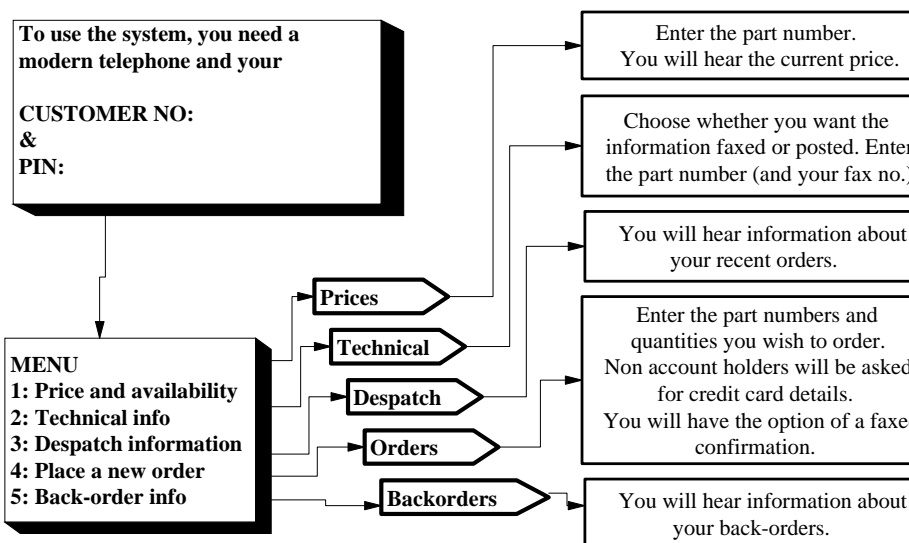 To use the system, you need a
modern telephone and your
CUSTOMER NO:
&
PIN:
MENU
1: Price and availability
2: Technical info
3: Despatch information
4: Place a new order
5: Back-order info
Prices
Technical
Despatch
Orders
Backorders
Enter the part number.
You will hear the current price.
Choose whether you want the
information faxed or posted. Enter
the part number (and your fax no.)
You will hear information about
your recent orders.
Enter the part numbers and
quantities you wish to order.
Non account holders will be asked
for credit card details.
You will have the option of a faxe
confirmation.
You will hear information about
your back-orders.